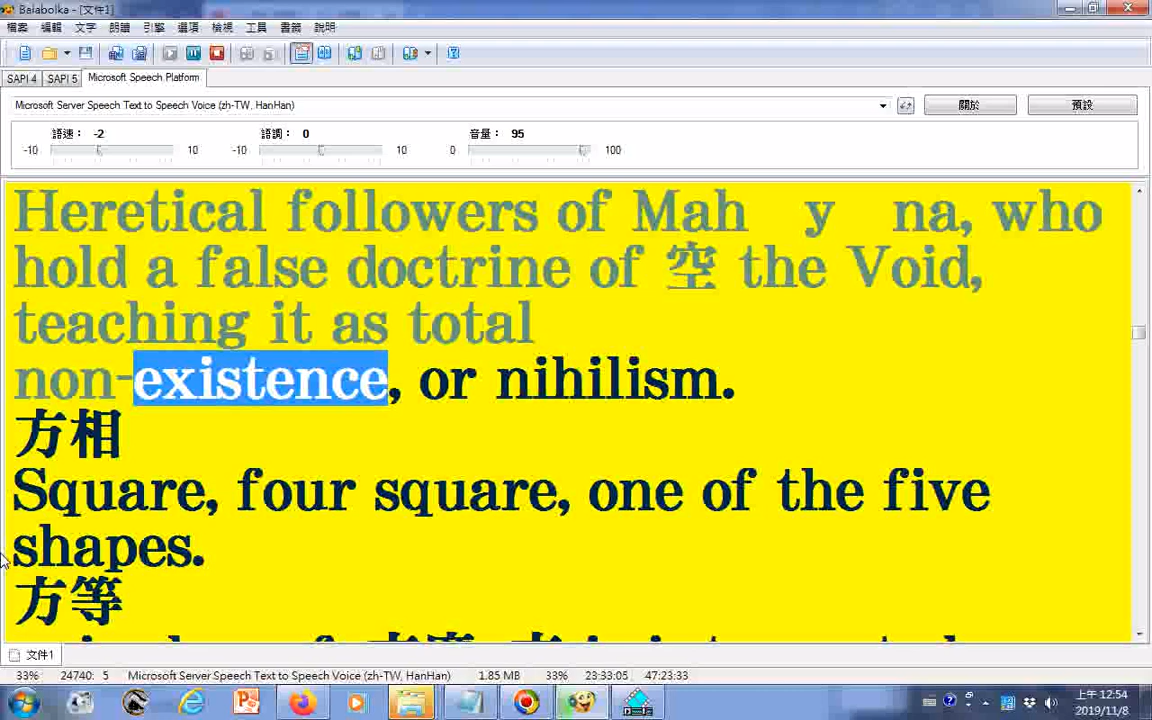 Balabolka - [文件1]
檔案 編輯 文字 朗讀 引擎 選項 檢視 工具 書籤 說明
SAPI 4 SAPI 5 Microsoft Speech Platform
Microsoft Server Speech Text to Speech Voice (zh-TW, HanHan) 關於 預設
語速： -2 語調： 0 音量： 95
-10 10 -10 10 0 100
Heretical followers of Mah y na, who
hold a false doctrine of 空 the Void,
teaching it as total
non-existence, or nihilism.
方相
Square, four square, one of the five
shapes.
方等
文件1
33% 24740: 5 Microsoft Server Speech Text to Speech Voice (zh-TW, HanHan) 1.85 MB 33% 23:33:05 47:23:33
上午 12:54
2019/11/8